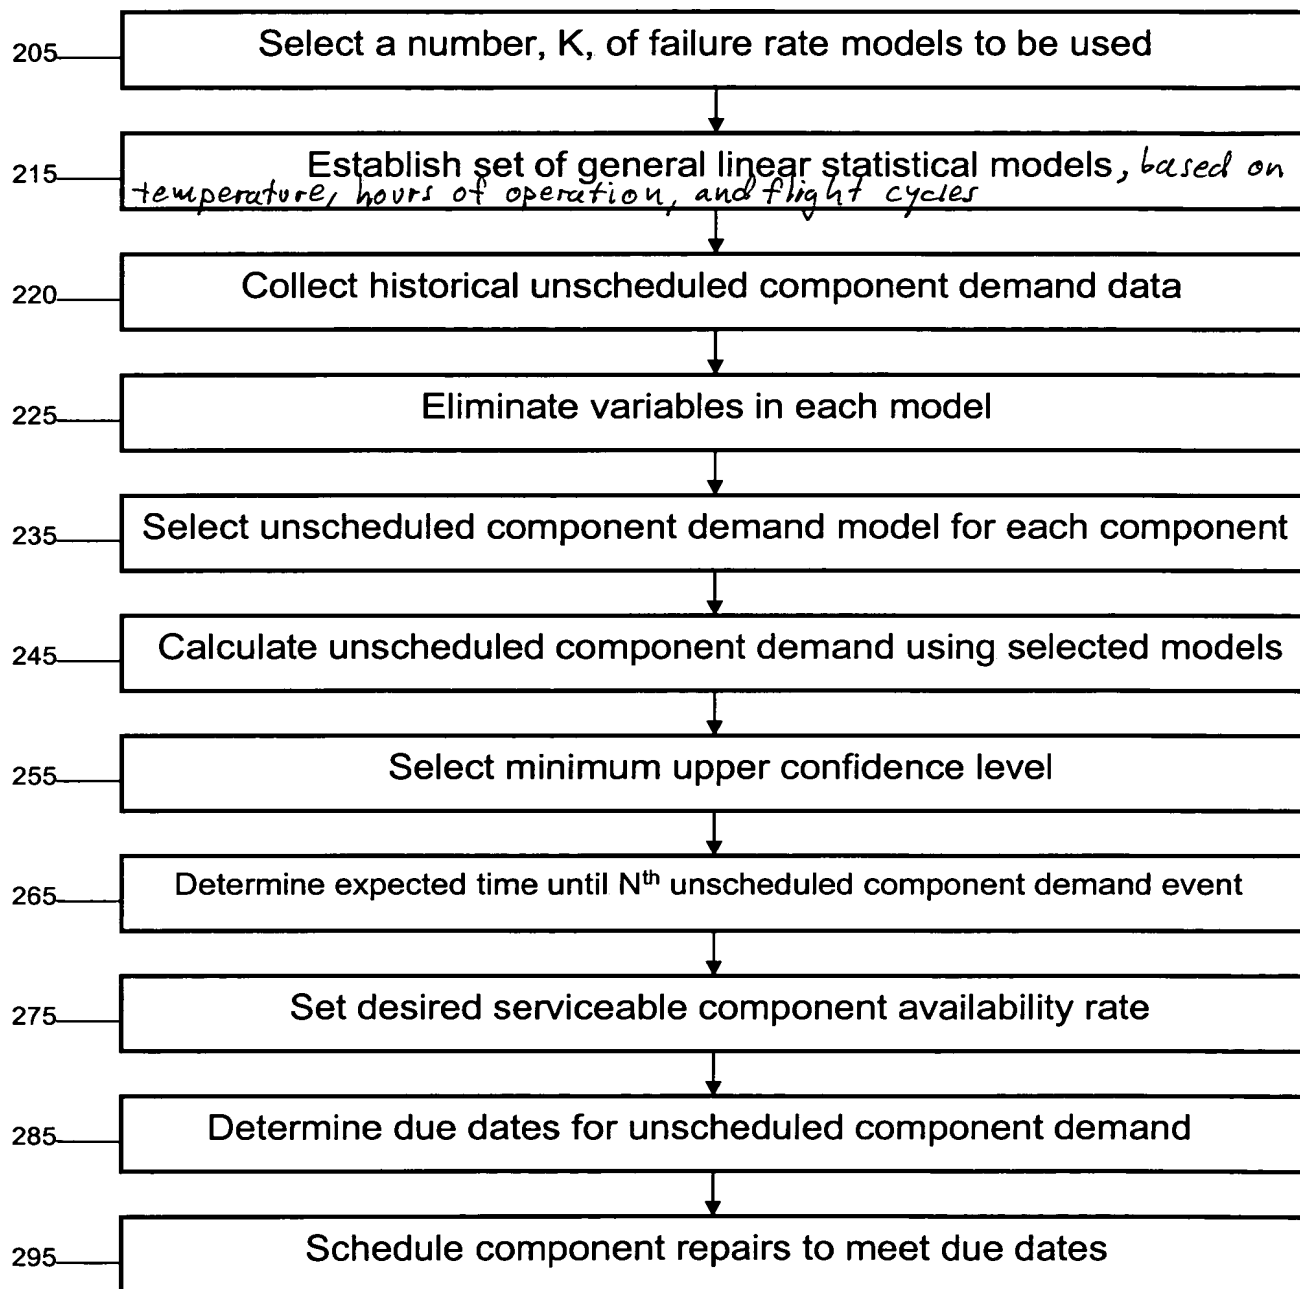 205 Select a number, K, of failure rate models to be used
215 Establish set of general linear statistical models, based on
temperature, hours of operation, and flight cycles
220 Collect historical unscheduled component demand data
225 Eliminate variables in each model
235 Select unscheduled component demand model for each component
245 Calculate unscheduled component demand using selected models
255 Select minimum upper confidence level
265 Determine expected time until Nth unscheduled component demand event
275 Set desired serviceable component availability rate
285 Determine due dates for unscheduled component demand
295 Schedule component repairs to meet due dates